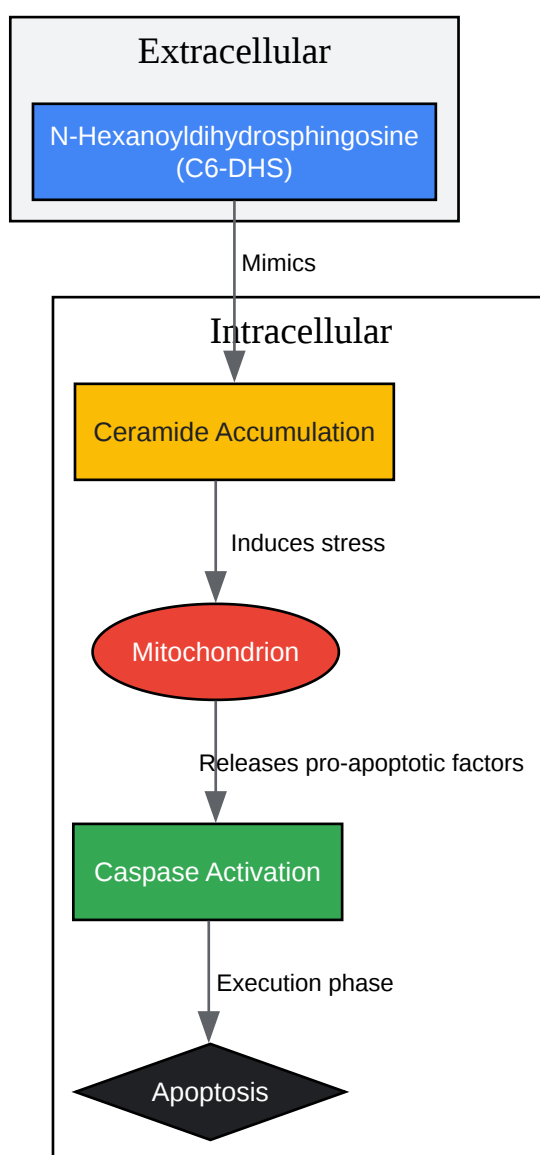 Extracellular
N-Hexanoyldihydrosphingosine
(C6-DHS)
Mimics
Intracellular
Ceramide Accumulation
Induces stress
Mitochondrion
Releases pro-apoptotic factors
Caspase Activation
Execution phase
Apoptosis